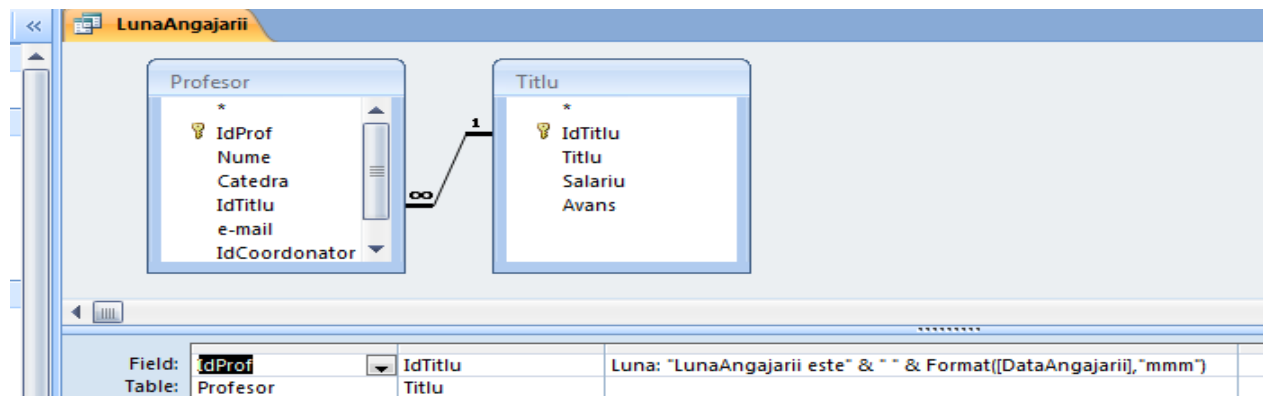 «
LunaAngajarii
Profesor
*
IdProf
Nume
Catedra
IdTitlu
e-mail
IdCoordonator
∞
1
Titlu
*
IdTitlu
Titlu
Salariu
Avans
Field: IdProf IdTitlu Luna: "LunaAngajarii este" & " " & Format([DataAngajarii],"mmm")
Table: Profesor Titlu